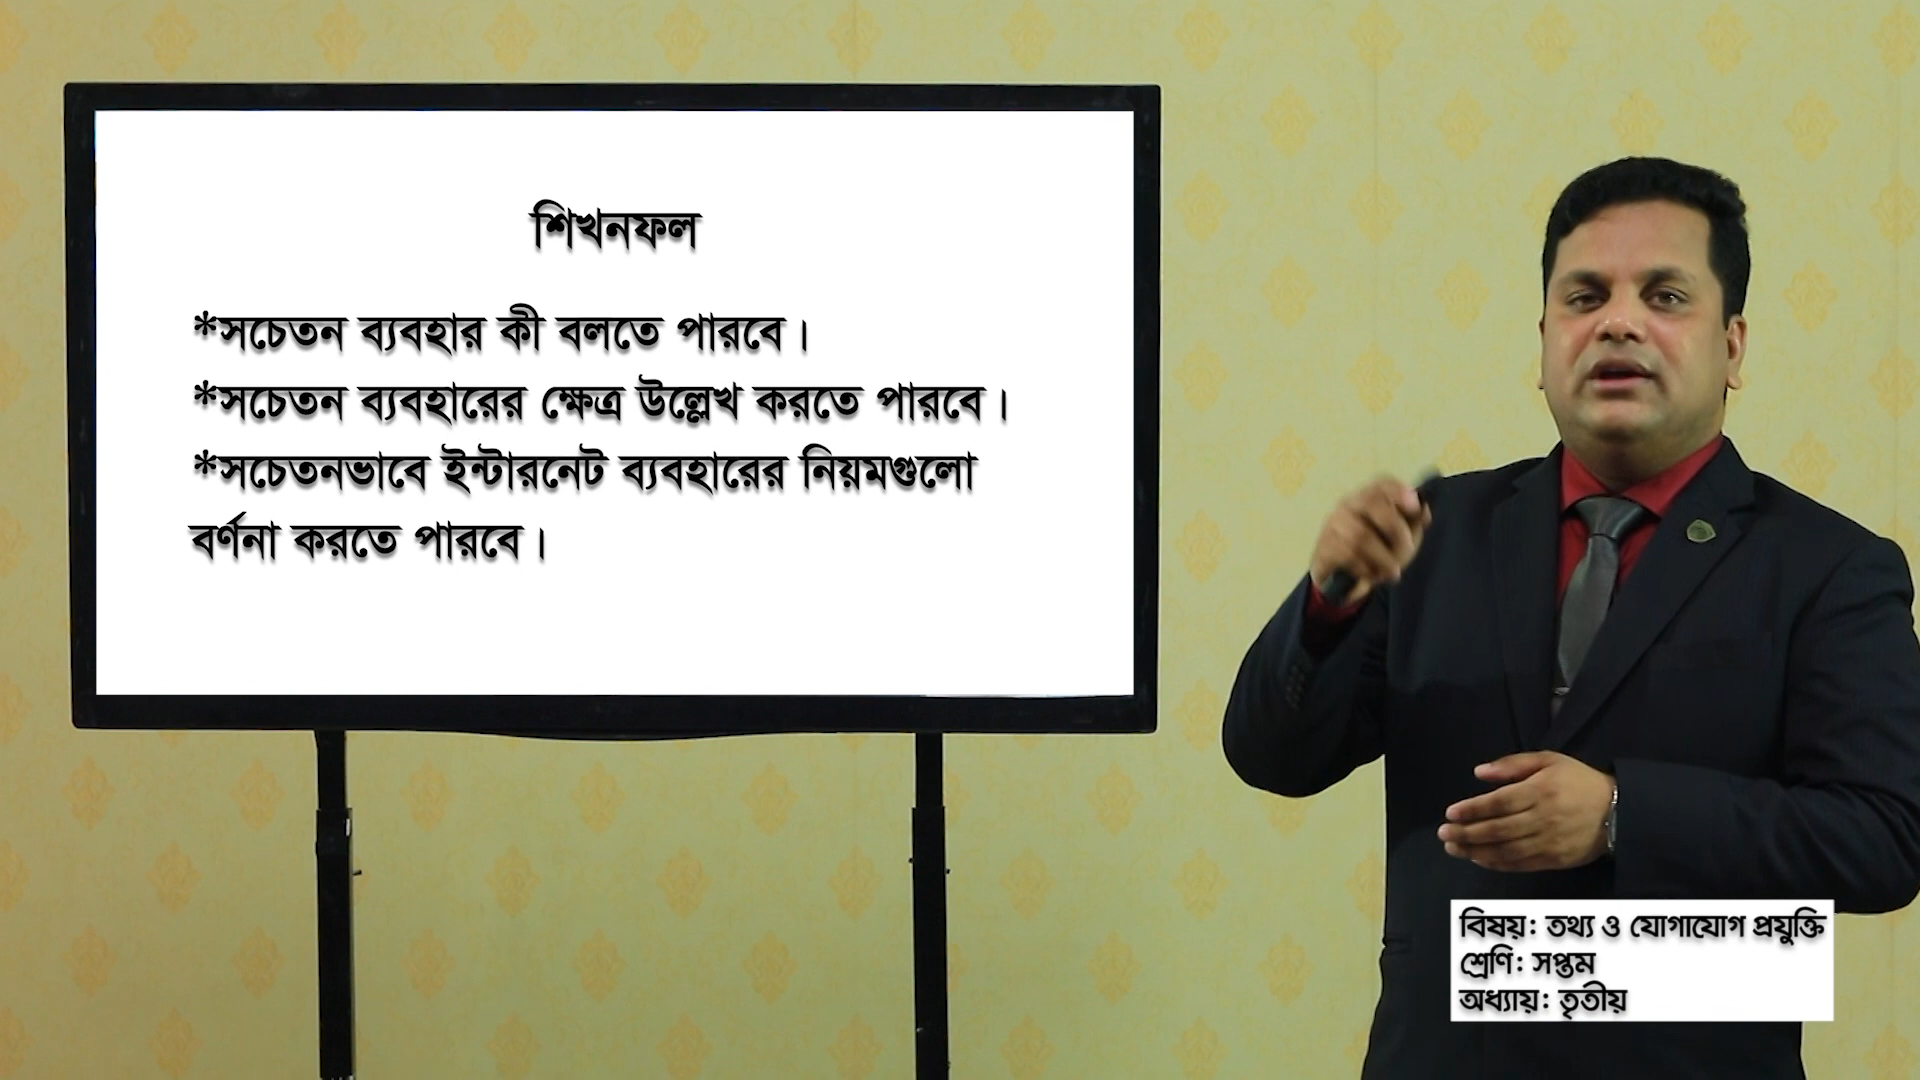 শিখনফল
*সচেতন ব্যবহার কী বলতে পারবে।
*সচেতন ব্যবহারের ক্ষেত্র উল্লেখ করতে পারবে।
*সচেতনভাবে ইন্টারনেট ব্যবহারের নিয়মগুলো
বর্ণনা করতে পারবে।
বিষয়: তথ্য ও যোগাযোগ প্রযুক্তি
শ্রেণি: সপ্তম
অধ্যায়: তৃতীয়